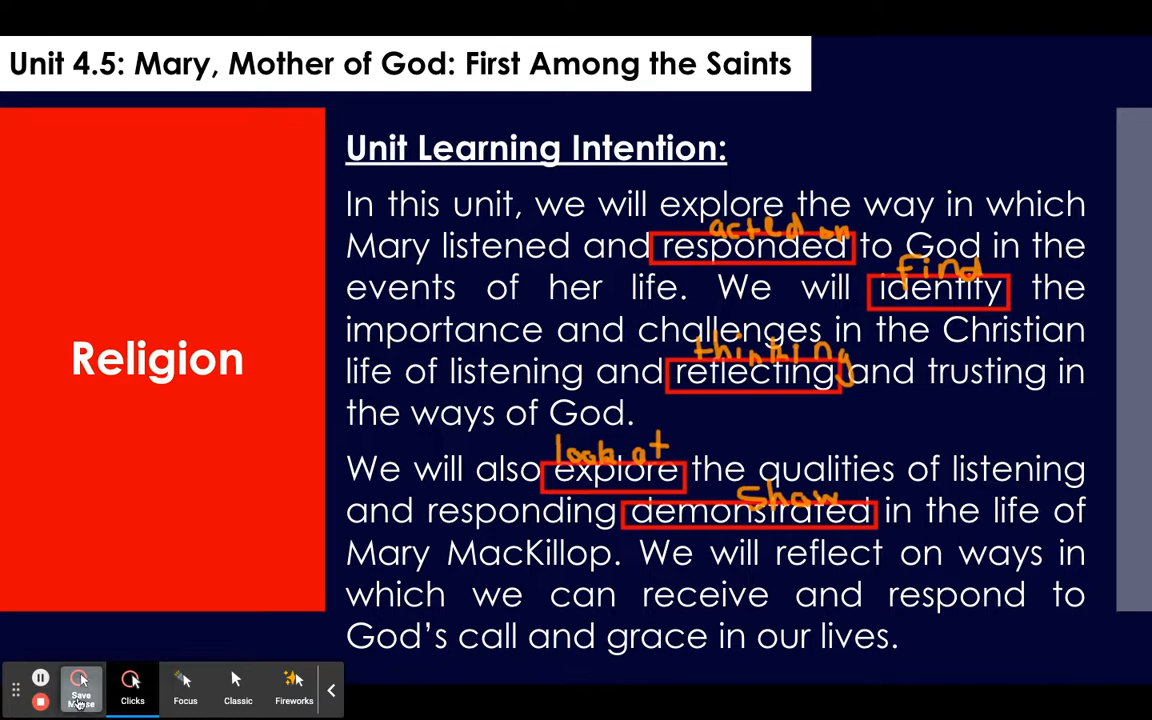 Unit 4.5: Mary, Mother of God: First Among the Saints
Religion
Unit Learning Intention:
In this unit, we will explore the way in which
acted on
Mary listened and responded to God in the
find
events of her life. We will identify the
importance and challenges in the Christian
thinking
life of listening and reflecting and trusting in
the ways of God.
look at
We will also explore the qualities of listening
show
and responding demonstrated in the life of
Mary MacKillop. We will reflect on ways in
which we can receive and respond to
God's call and grace in our lives.
Save
Mouse
Clicks
Focus
Classic
Fireworks